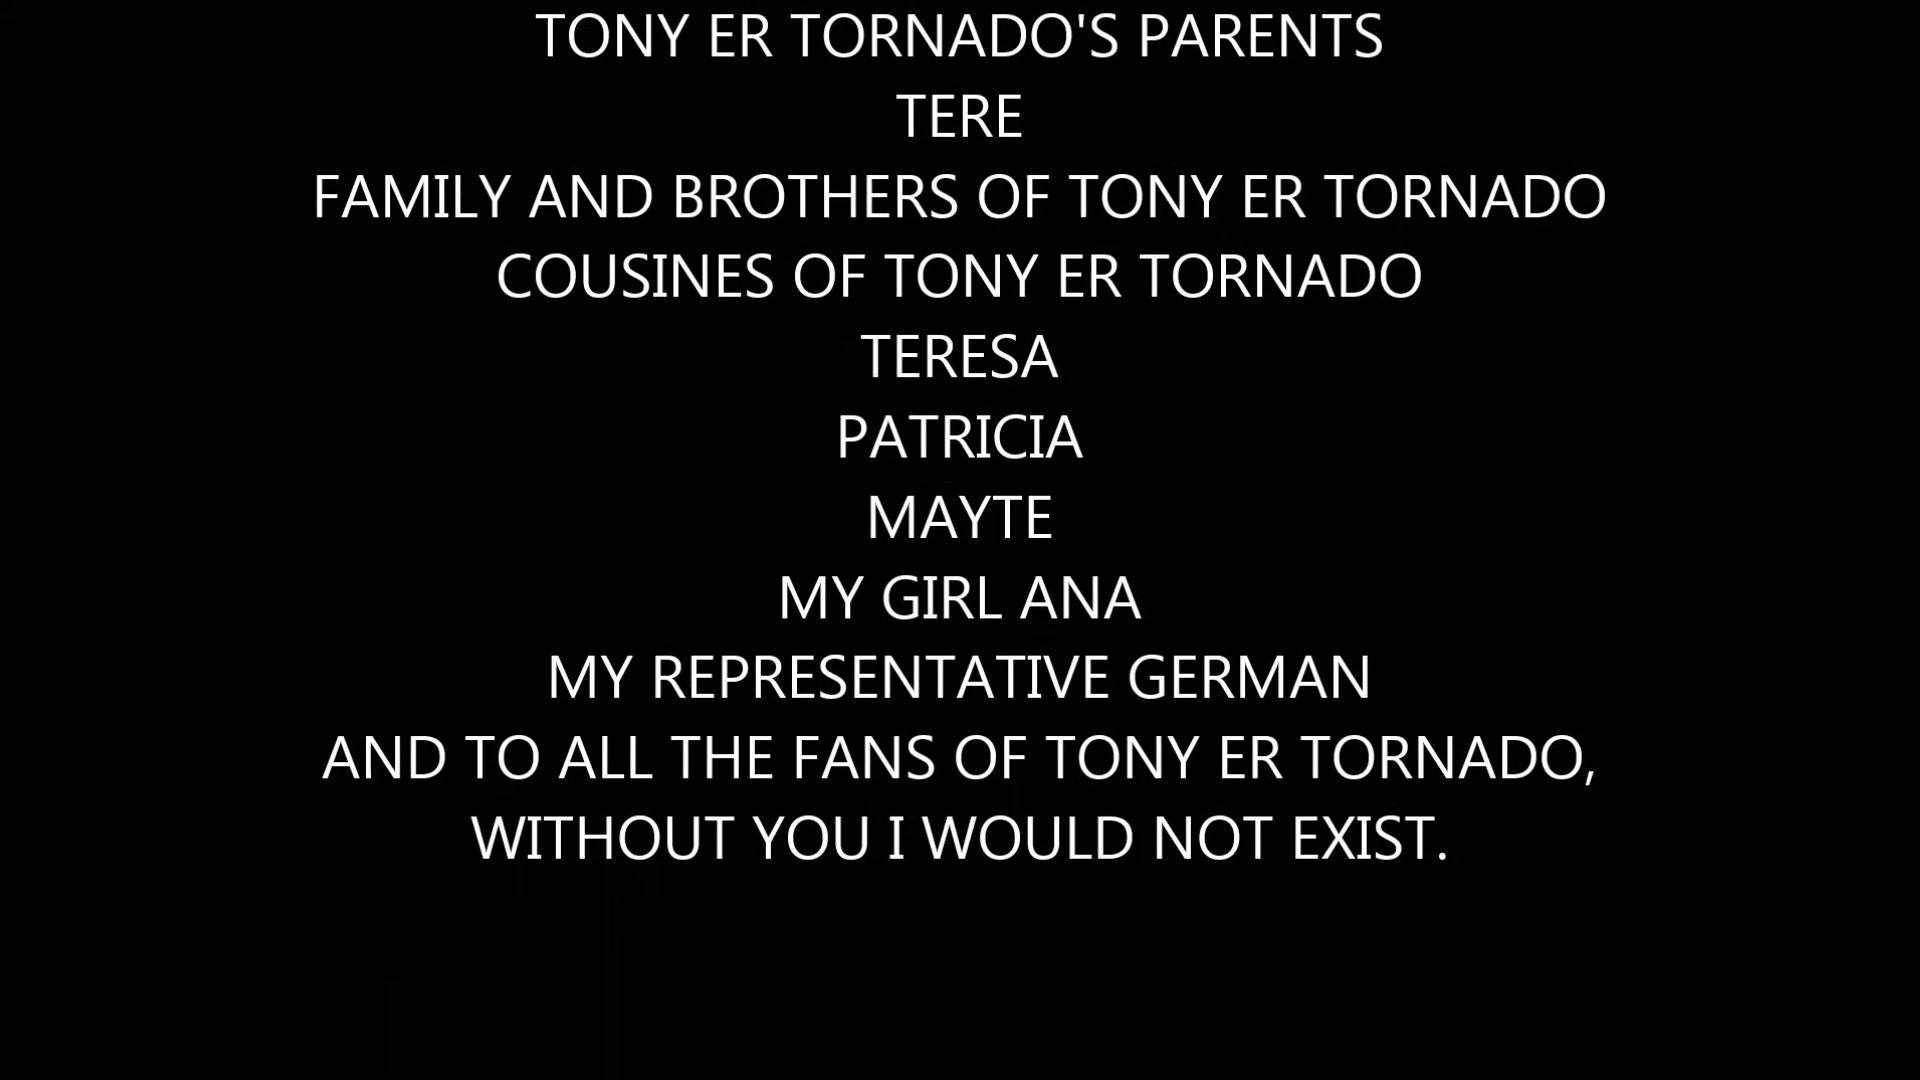 TONY ER TORNADO'S PARENTS
TERE
FAMILY AND BROTHERS OF TONY ER TORNADO
COUSINES OF TONY ER TORNADO
TERESA
PATRICIA
MAYTE
MY GIRL ANA
MY REPRESENTATIVE GERMAN
AND TO ALL THE FANS OF TONY ER TORNADO,
WITHOUT YOU I WOULD NOT EXIST.